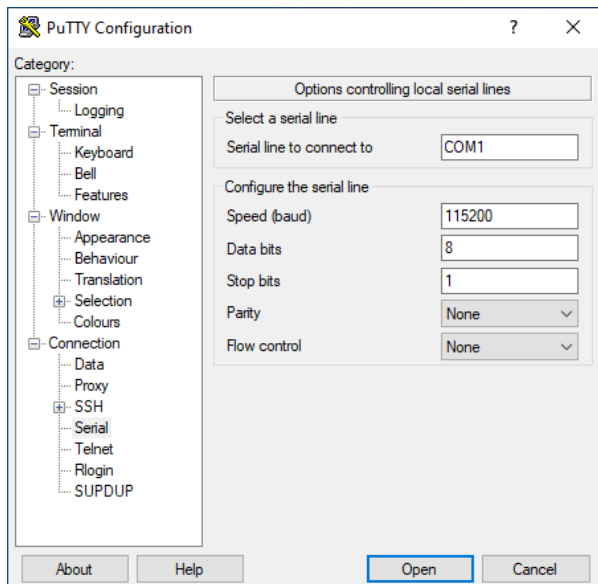 PuTTY Configuration
Category:
Session
Logging
Terminal
Keyboard
Bell
Features
Window
Appearance
Behaviour
Translation
Selection
Colours
Connection
Data
Proxy
SSH
Serial
Telnet
Rlogin
SUPDUP
Options controlling local serial lines
Select a serial line
Serial line to connect to COM1
Configure the serial line
Speed (baud) 115200
Data bits 8
Stop bits 1
Parity None
Flow control None
About Help Open Cancel